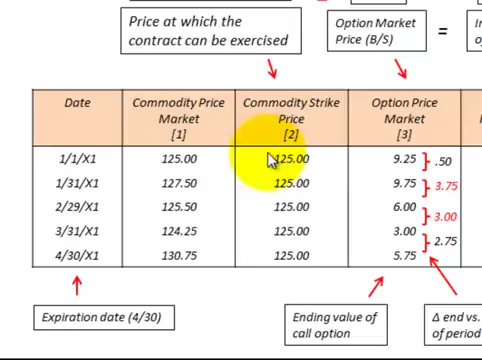 Price at which the
contract can be exercised
Option Market
Price (B/S)
=
Date Commodity Price Market [1] Commodity Strike Price [2] Option Price Market [3]
1/1/X1 125.00 125.00 9.25 .50
1/31/X1 127.50 125.00 9.75 3.75
2/29/X1 125.50 125.00 6.00 3.00
3/31/X1 124.25 125.00 3.00 2.75
4/30/X1 130.75 125.00 5.75
Expiration date (4/30)
Ending value of
call option
Δ end vs.
of period